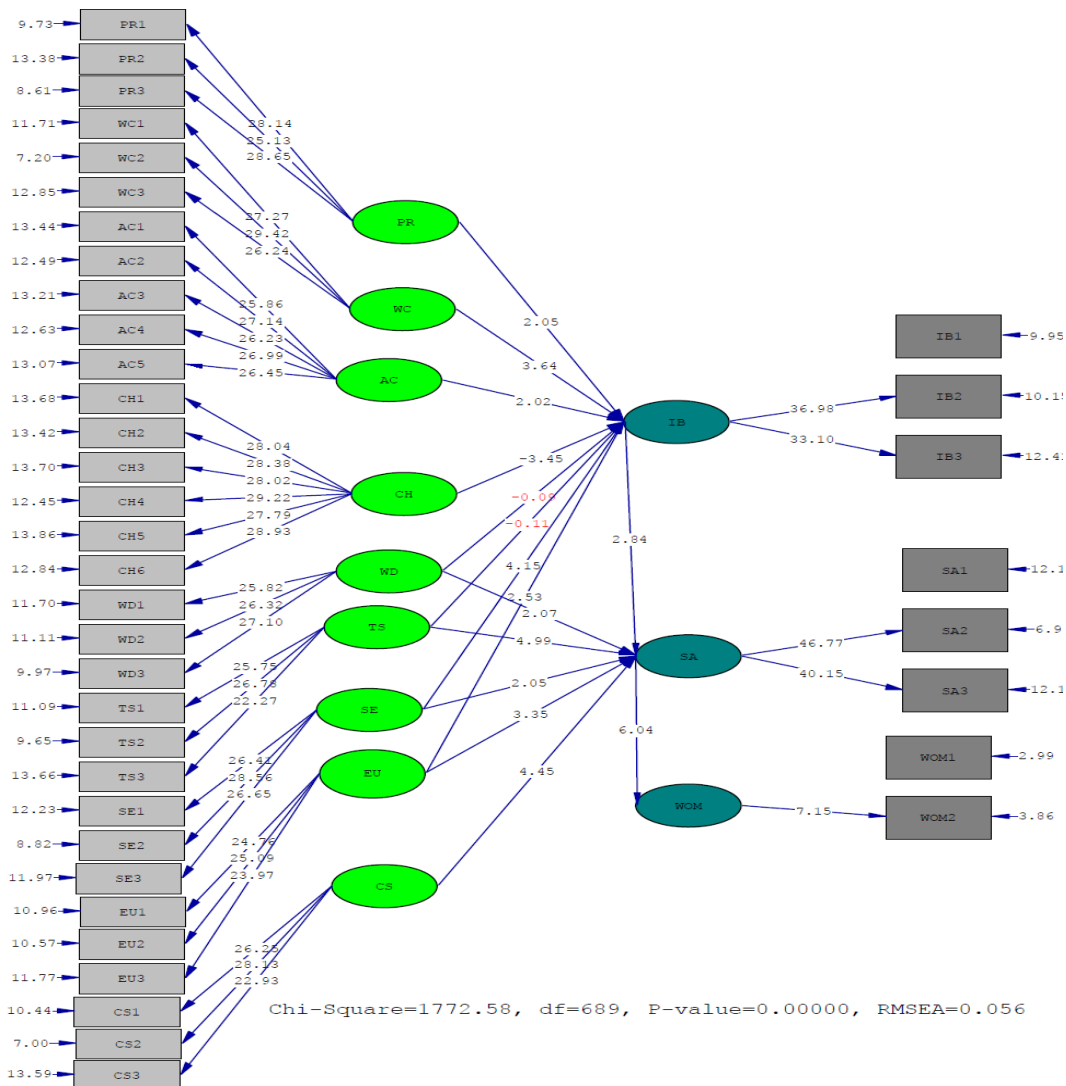 9.73 PR1
13.38 PR2
8.61 PR3
11.71 WC1
7.20 WC2
12.85 WC3
13.44 AC1
12.49 AC2
13.21 AC3
12.63 AC4
13.07 AC5
13.68 CH1
13.42 CH2
13.70 CH3
12.45 CH4
13.86 CH5
12.84 CH6
11.70 WD1
11.11 WD2
9.97 WD3
11.09 TS1
9.65 TS2
13.66 TS3
12.23 SE1
8.82 SE2
11.97 SE3
10.96 EU1
10.57 EU2
11.77 EU3
10.44 CS1
7.00 CS2
13.59 CS3
28.14
25.13
28.65
27.27
29.42
26.24
25.86
27.14
26.23
26.99
26.45
28.04
28.38
28.02
29.22
27.79
28.93
25.82
26.32
27.10
25.75
26.78
22.27
26.41
28.56
26.65
24.76
25.09
23.97
26.25
28.13
22.93
PR
WC
AC
CH
WD
TS
SE
EU
CS
2.05
3.64
2.02
-3.45
-0.09
-0.11
4.15
2.53
2.07
4.99
2.05
3.35
4.45
IB
2.84
SA
6.04
WOM
36.98
33.10
46.77
40.15
7.15
IB1 9.95
IB2 10.15
IB3 12.41
SA1 12.1
SA2 6.9
SA3 12.1
WOM1 2.99
WOM2 3.86
Chi-Square=1772.58, df=689, P-value=0.00000, RMSEA=0.056